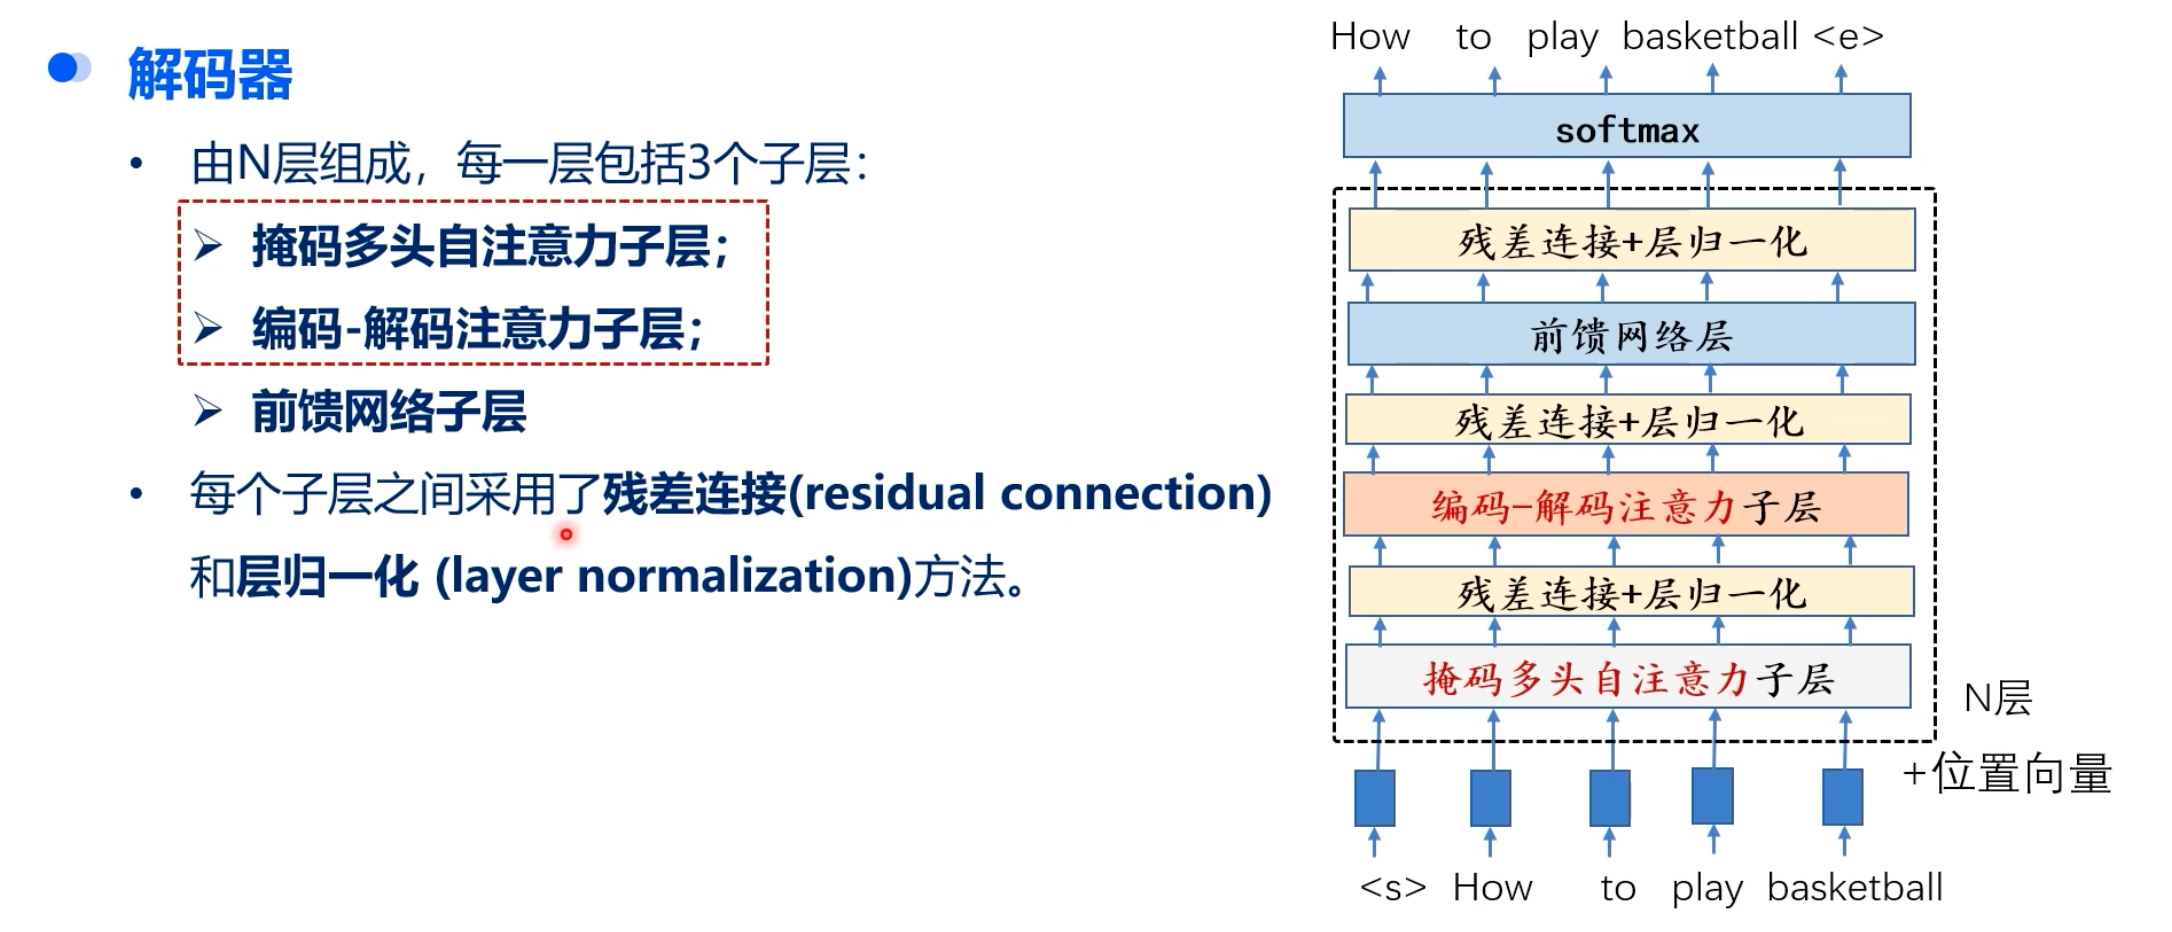 解码器
• 由N层组成，每一层包括3个子层：
➢ 掩码多头自注意力子层；
➢ 编码-解码注意力子层；
➢ 前馈网络子层
• 每个子层之间采用了残差连接(residual connection)
和层归一化 (layer normalization)方法。
How to play basketball <e>
softmax
残差连接+层归一化
前馈网络层
残差连接+层归一化
编码-解码注意力子层
残差连接+层归一化
掩码多头自注意力子层
N层
+位置向量
<s> How to play basketball